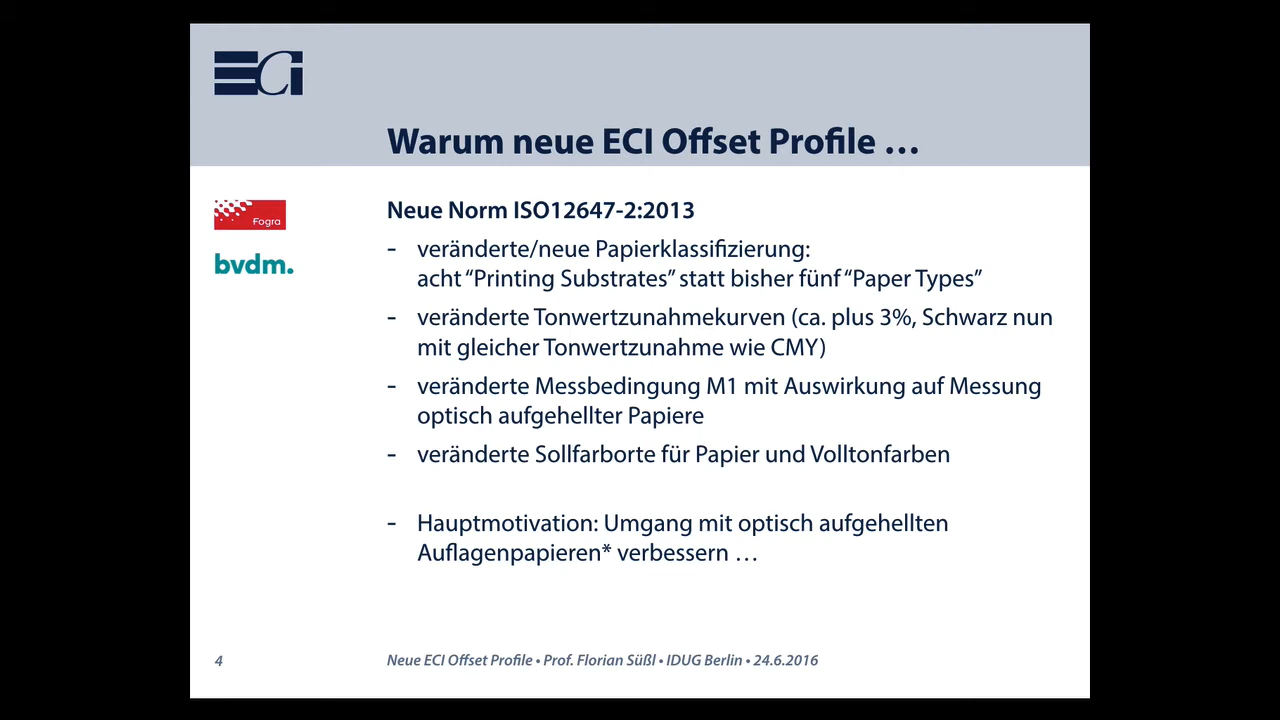 ECi
Warum neue ECI Offset Profile …
Fogra
bvdm.
Neue Norm ISO12647-2:2013
- veränderte/neue Papierklassifizierung:
acht “Printing Substrates” statt bisher fünf “Paper Types”
- veränderte Tonwertzunahmekurven (ca. plus 3%, Schwarz nun
mit gleicher Tonwertzunahme wie CMY)
- veränderte Messbedingung M1 mit Auswirkung auf Messung
optisch aufgehellter Papiere
- veränderte Sollfarborte für Papier und Volltonfarben
- Hauptmotivation: Umgang mit optisch aufgehellten
Auflagenpapieren* verbessern …
4
Neue ECI Offset Profile • Prof. Florian Süßl • IDUG Berlin • 24.6.2016